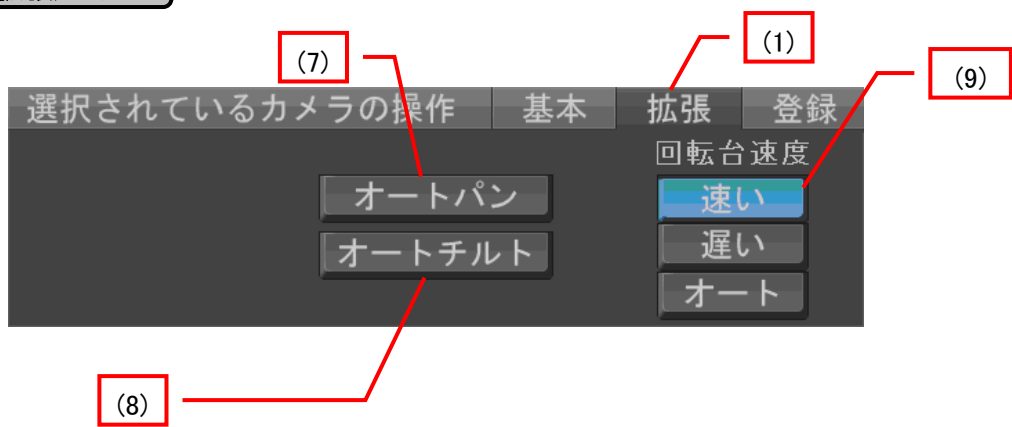 (1)
(7)
(9)
選択されているカメラの操作 基本 拡張 登録
回転台速度
オートパン 速い
オートチルト 遅い
オート
(8)